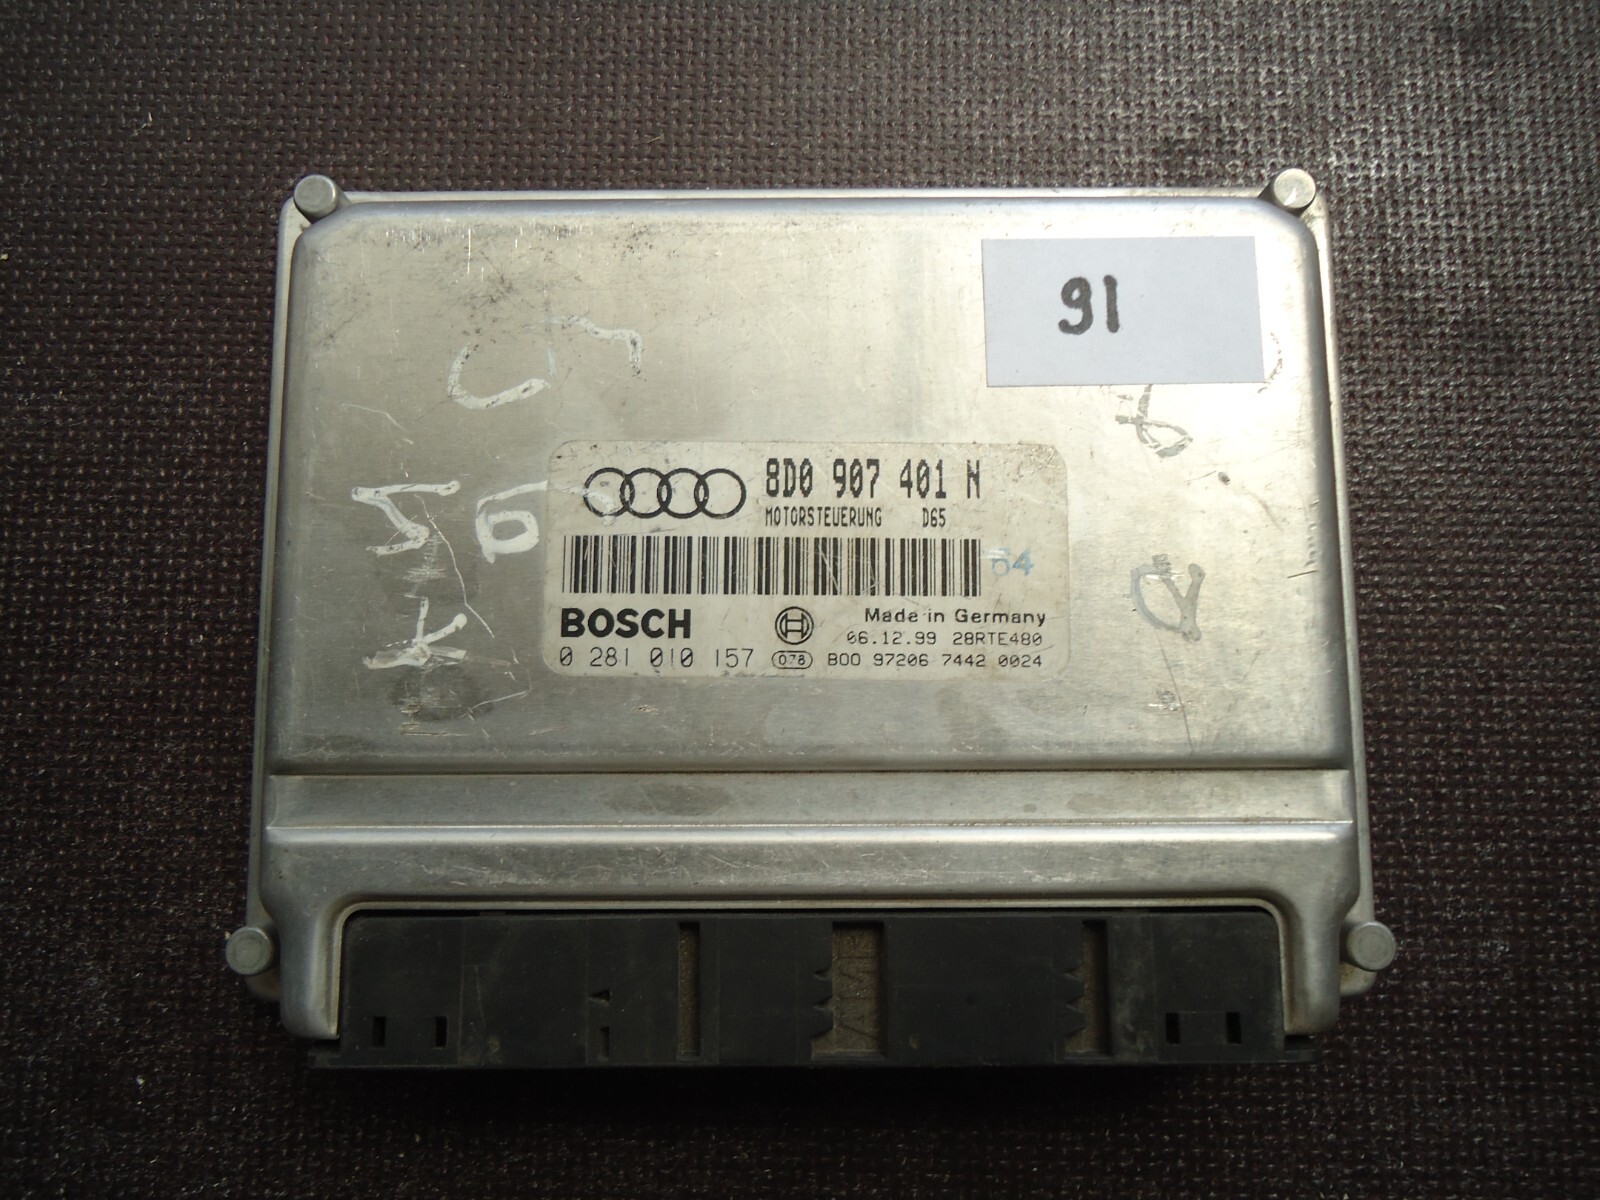 91
8D0 907 401 N
MOTORSTEUERUNG D65
64
BOSCH
Made in Germany
06.12.99 28RTE480
0 281 010 157 078 B00 97206 7442 0024